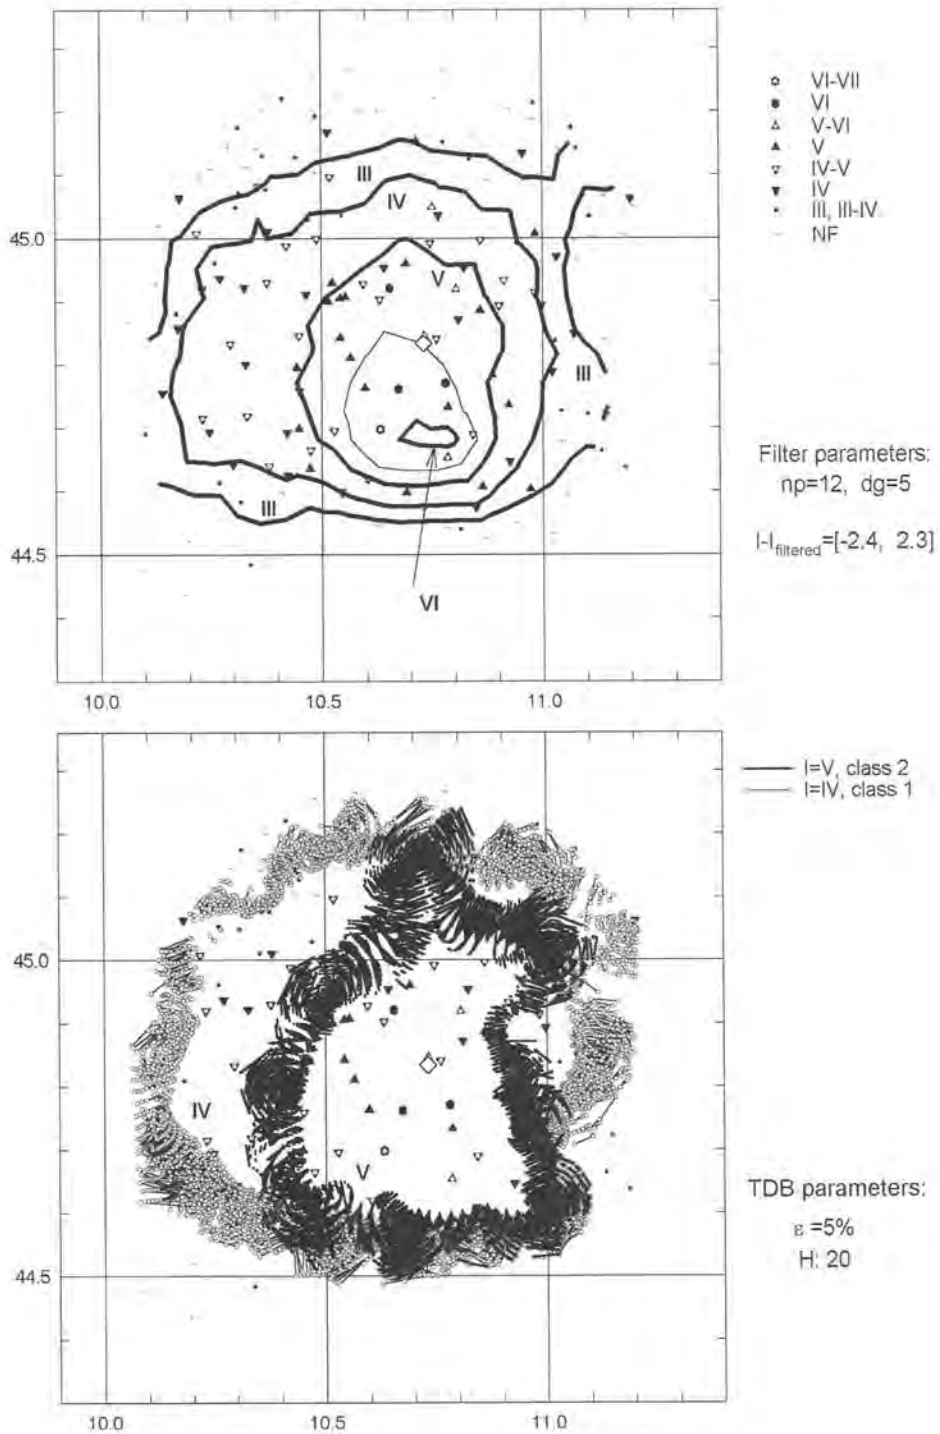 VI-VII
VI
V-VI
V
IV-V
IV
III, III-IV
NF
III
IV
V
III
III
VI
45.0
44.5
10.0 10.5 11.0
Filter parameters:
np=12, dg=5
I-Ifiltered=[-2.4, 2.3]
I=V, class 2
I=IV, class 1
IV
V
45.0
44.5
10.0 10.5 11.0
TDB parameters:
ε =5%
H: 20